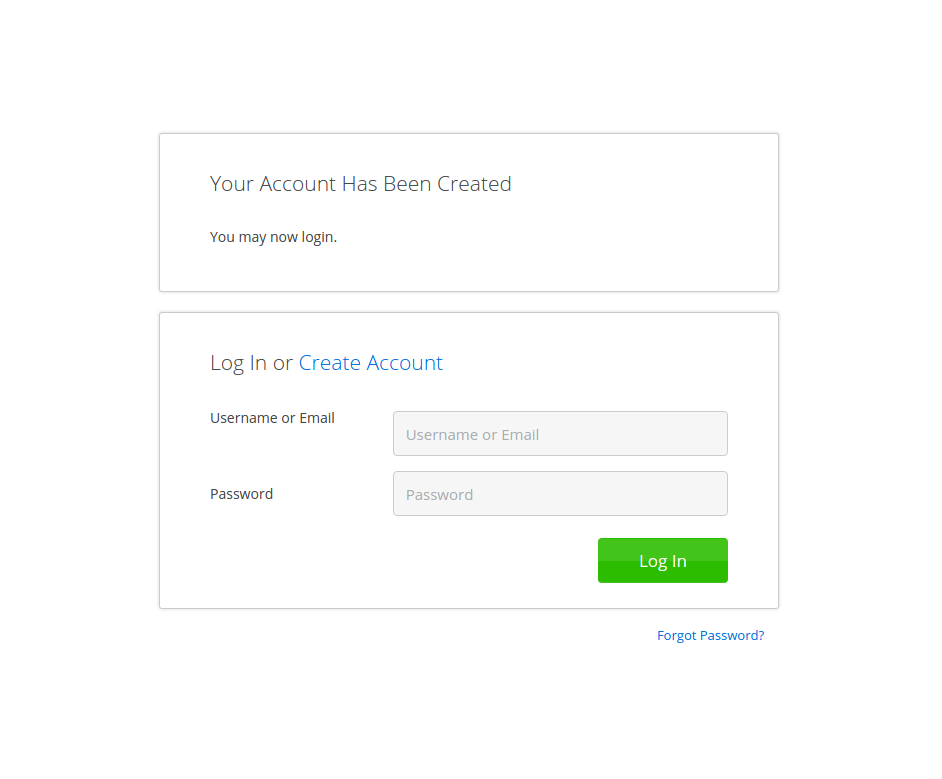 Your Account Has Been Created
You may now login.
Log In or Create Account
Username or Email
Username or Email
Password
Password
Log In
Forgot Password?